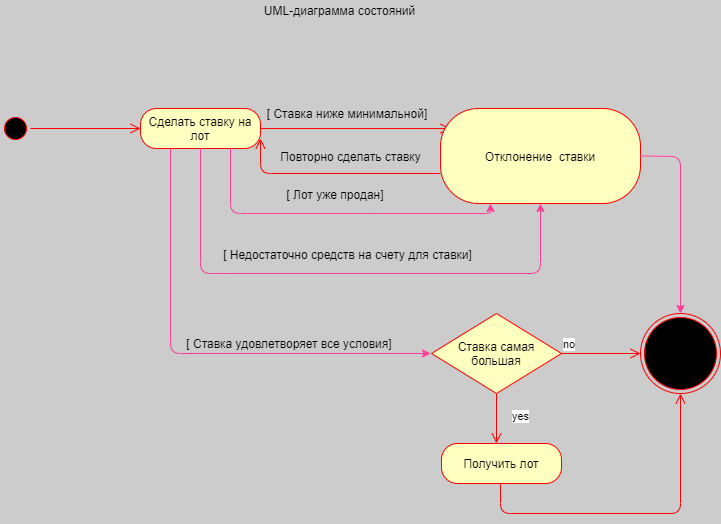 UML-диаграмма состояний
Сделать ставку на
лот
[ Ставка ниже минимальной]
Повторно сделать ставку
Отклонение ставки
[ Лот уже продан]
[ Недостаточно средств на счету для ставки]
[ Ставка удовлетворяет все условия]
Ставка самая
большая
no
yes
Получить лот